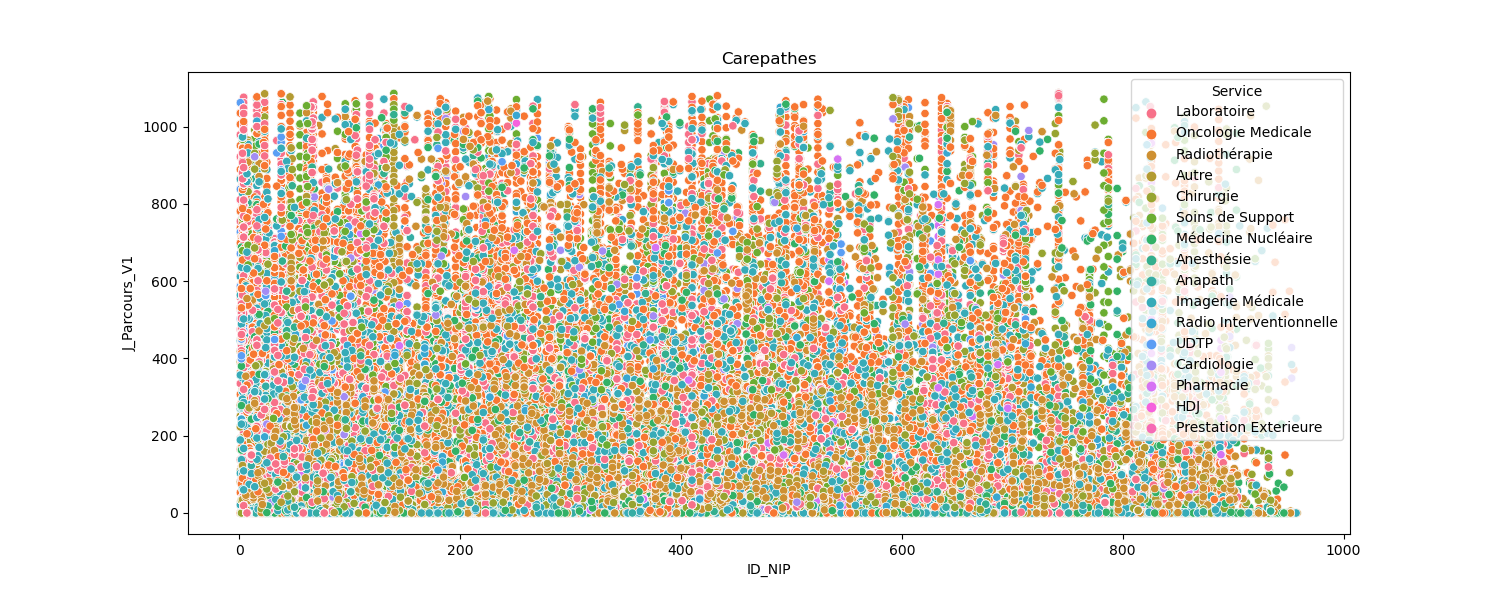 Carepathes
J_Parcours_V1
1000
800
600
400
200
0
0 200 400 600 800 1000
ID_NIP
Service
Laboratoire
Oncologie Medicale
Radiothérapie
Autre
Chirurgie
Soins de Support
Médecine Nucléaire
Anesthésie
Anapath
Imagerie Médicale
Radio Interventionnelle
UDTP
Cardiologie
Pharmacie
HDJ
Prestation Exterieure